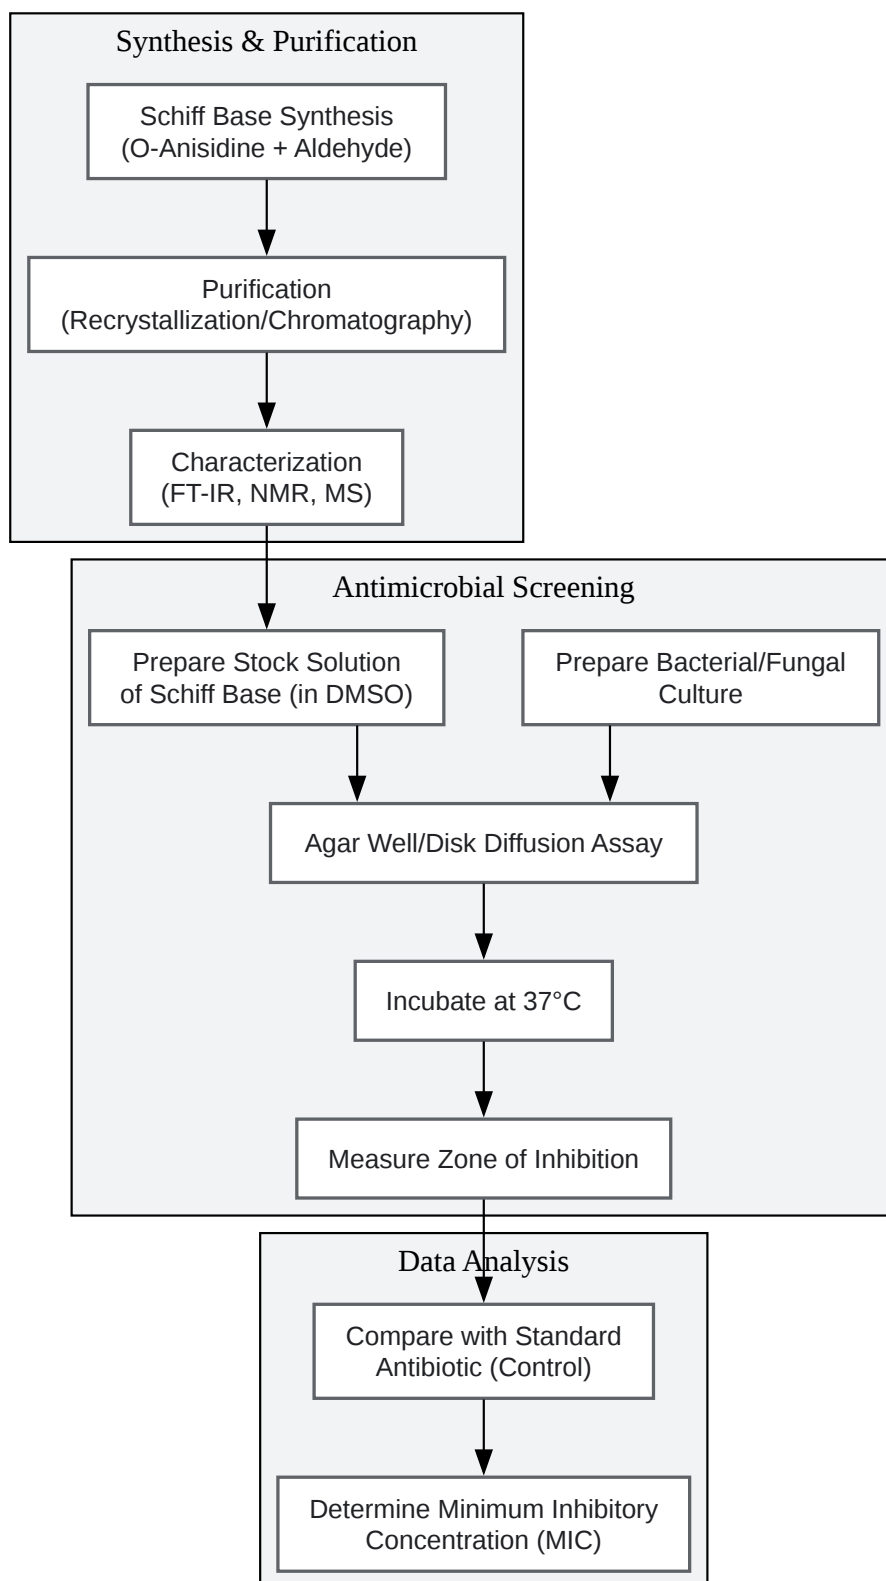 Synthesis & Purification
Schiff Base Synthesis
(O-Anisidine + Aldehyde)
Purification
(Recrystallization/Chromatography)
Characterization
(FT-IR, NMR, MS)
Antimicrobial Screening
Prepare Stock Solution
of Schiff Base (in DMSO)
Prepare Bacterial/Fungal
Culture
Agar Well/Disk Diffusion Assay
Incubate at 37°C
Measure Zone of Inhibition
Data Analysis
Compare with Standard
Antibiotic (Control)
Determine Minimum Inhibitory
Concentration (MIC)